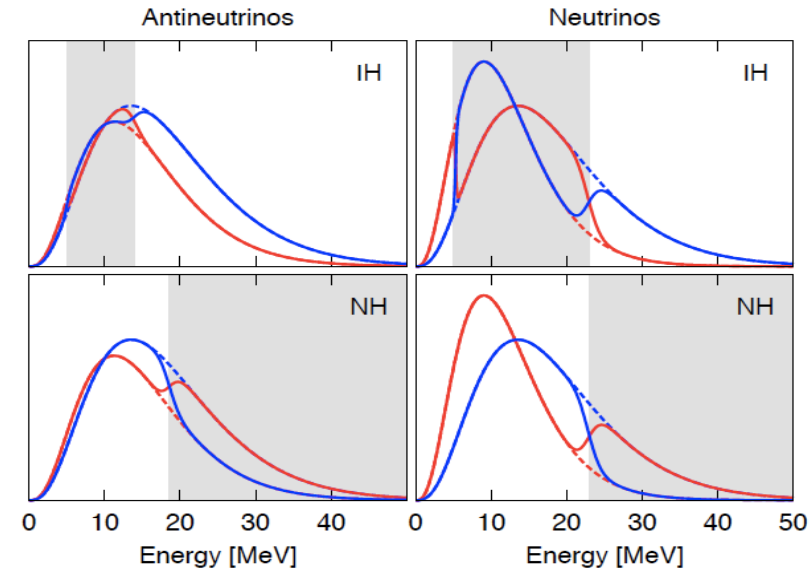 Antineutrinos Neutrinos
IH IH
NH NH
0 10 20 30 40 0 10 20 30 40 50
Energy [MeV] Energy [MeV]